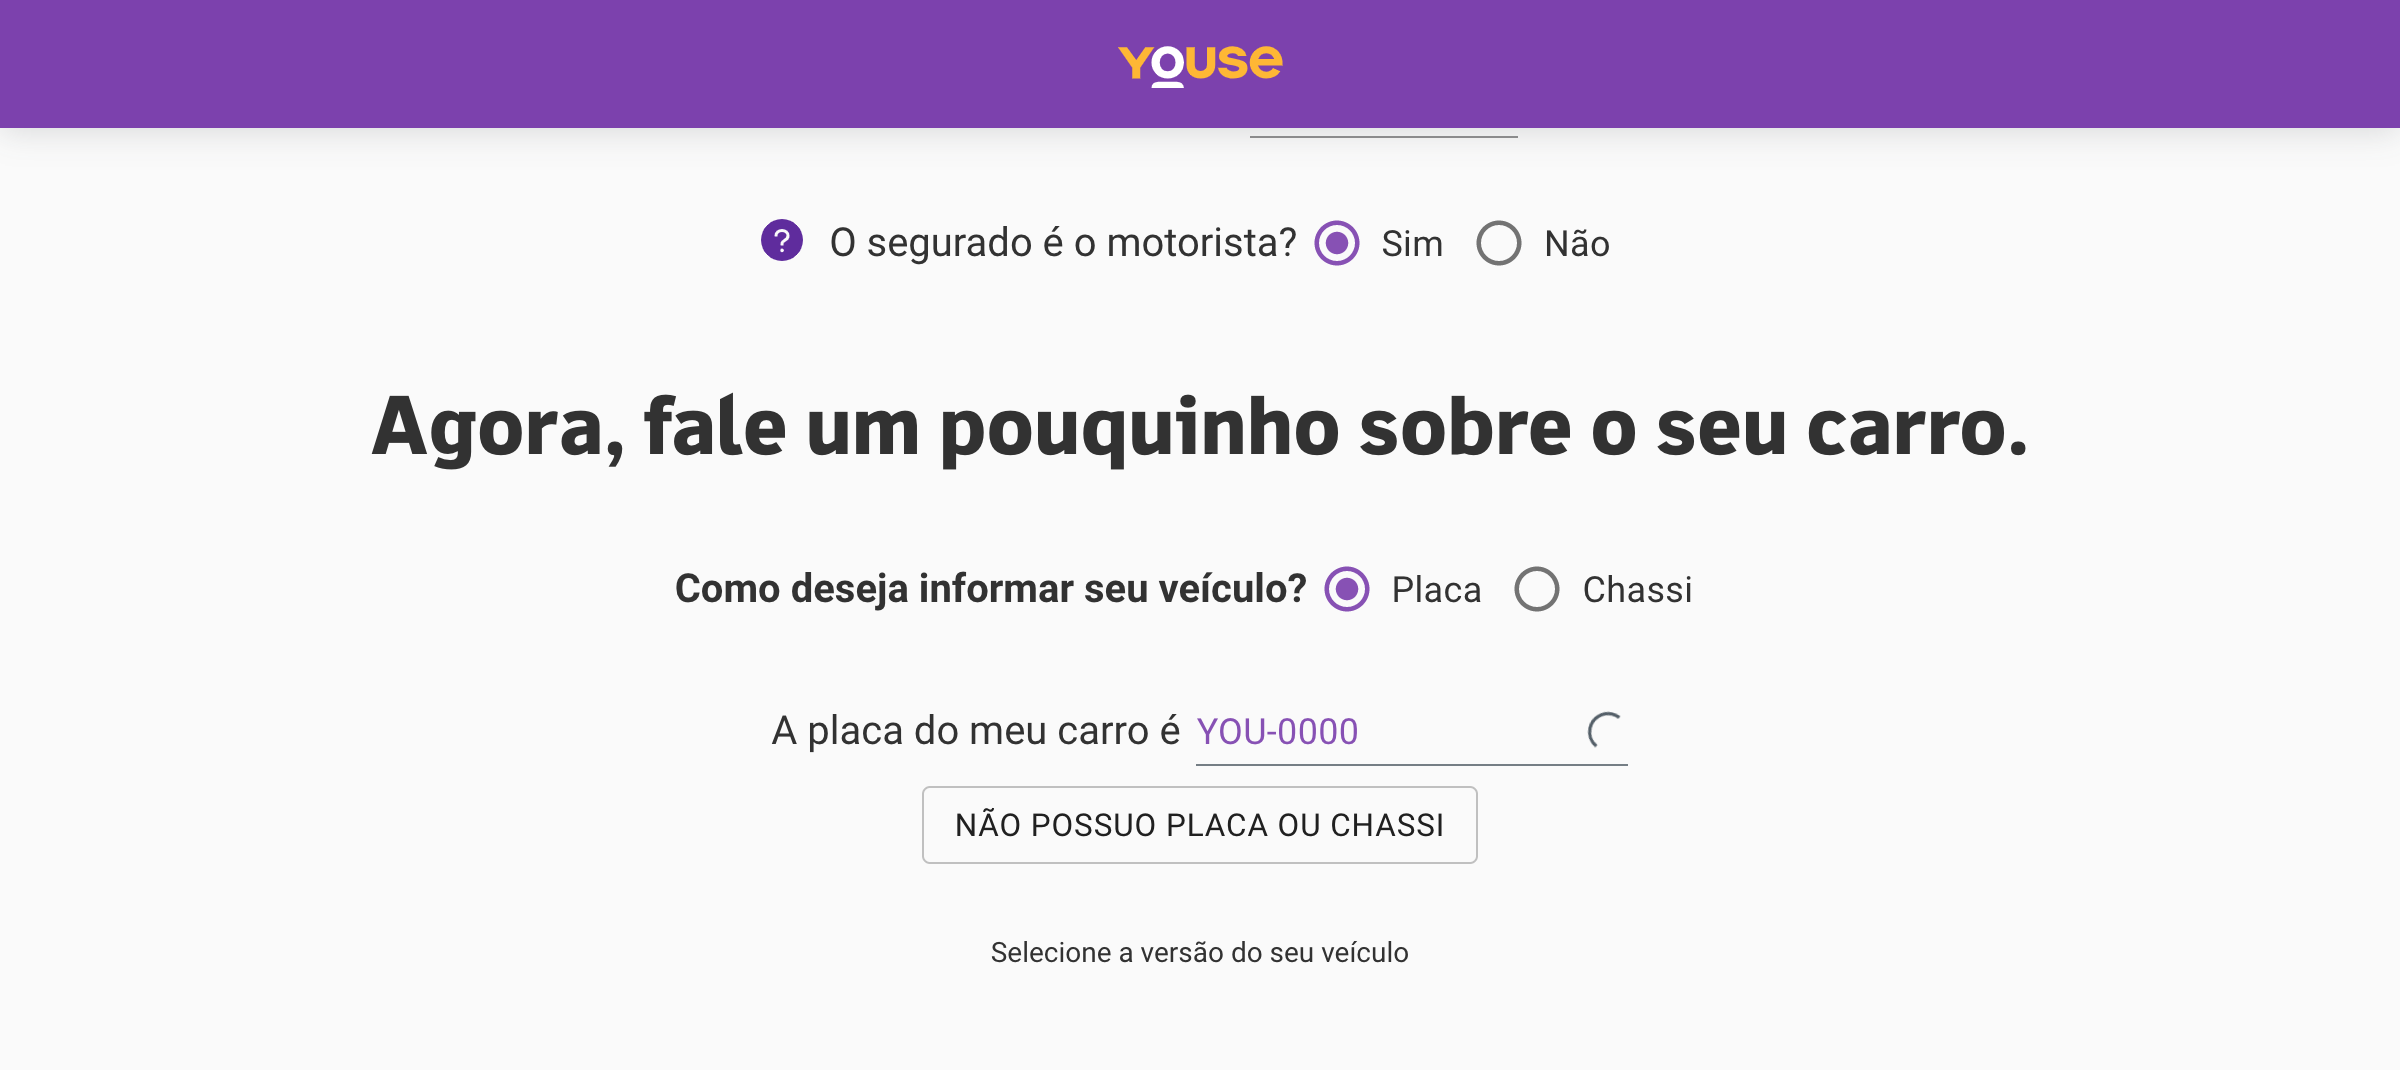 YOUSE
? O segurado é o motorista? Sim Não
Agora, fale um pouquinho sobre o seu carro.
Como deseja informar seu veículo? Placa Chassi
A placa do meu carro é YOU-0000
NÃO POSSUO PLACA OU CHASSI
Selecione a versão do seu veículo